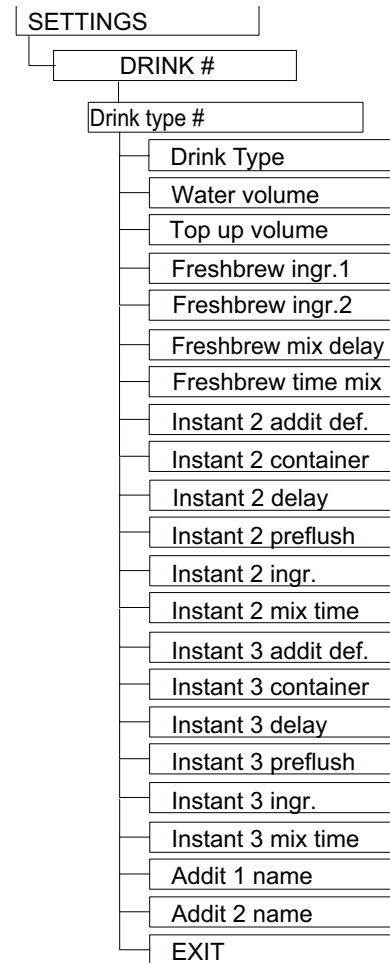 SETTINGS
DRINK #
Drink type #
Drink Type
Water volume
Top up volume
Freshbrew ingr.1
Freshbrew ingr.2
Freshbrew mix delay
Freshbrew time mix
Instant 2 addit def.
Instant 2 container
Instant 2 delay
Instant 2 preflush
Instant 2 ingr.
Instant 2 mix time
Instant 3 addit def.
Instant 3 container
Instant 3 delay
Instant 3 preflush
Instant 3 ingr.
Instant 3 mix time
Addit 1 name
Addit 2 name
EXIT